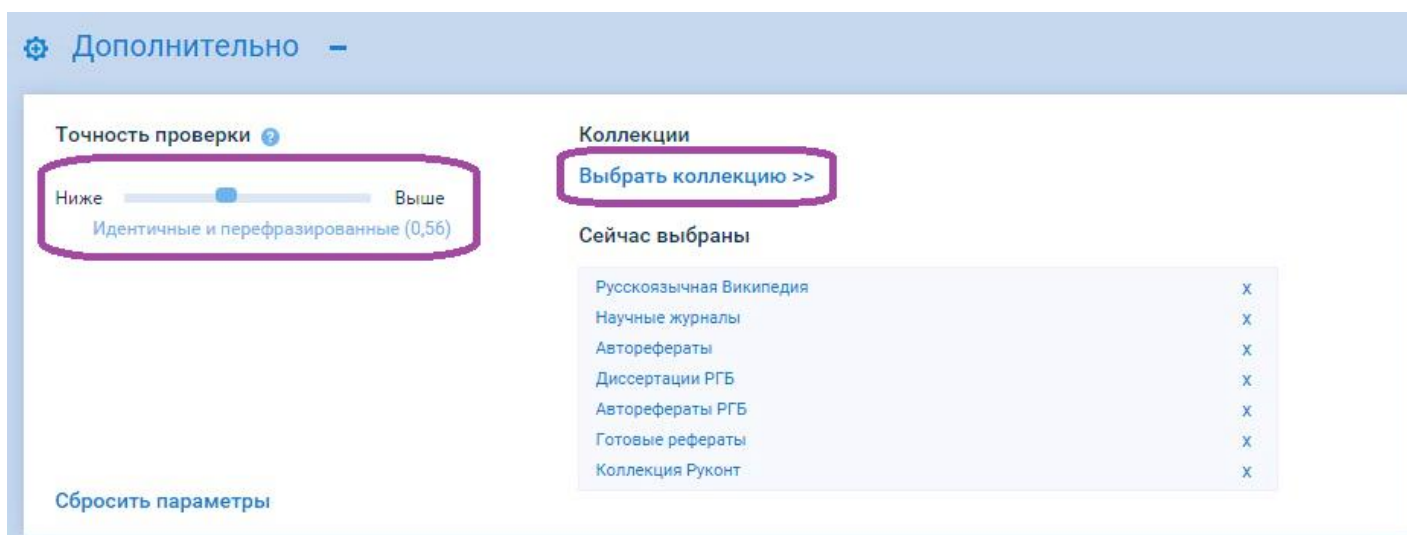 Дополнительно –
Точность проверки ?
Ниже Выше
Идентичные и перефразированные (0,56)
Коллекции
Выбрать коллекцию >>
Сейчас выбраны
Русскоязычная Википедия x
Научные журналы x
Авторефераты x
Диссертации РГБ x
Авторефераты РГБ x
Готовые рефераты x
Коллекция Руконт x
Сбросить параметры